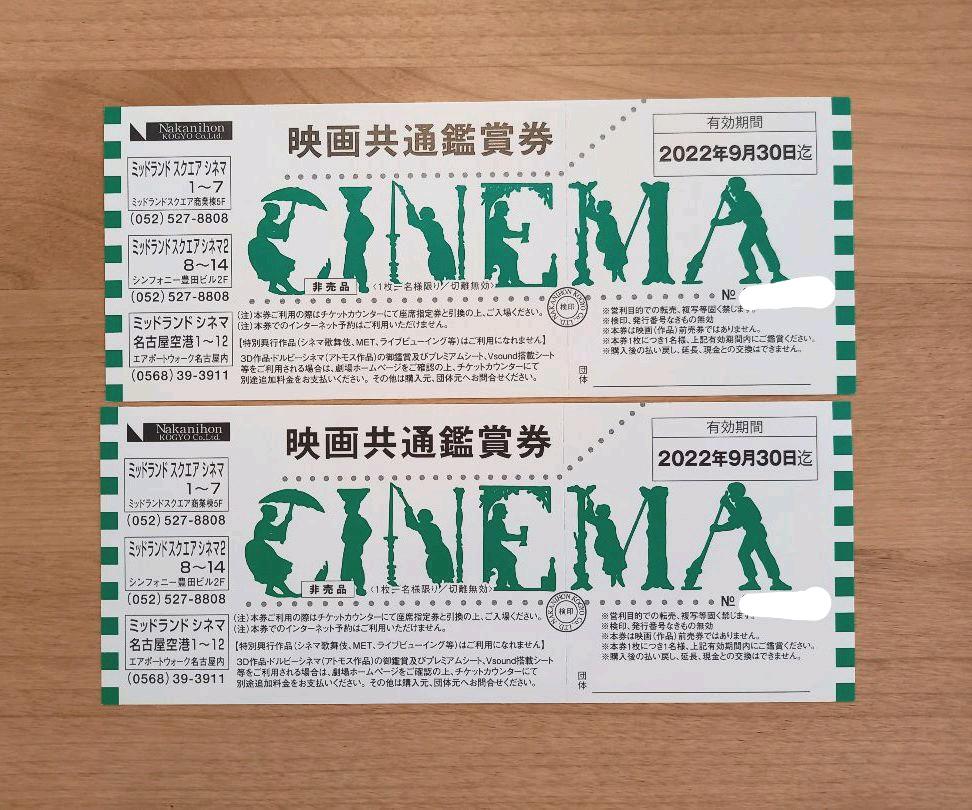 Nakanihon
KOGYO Co.,Ltd.
映画共通鑑賞券
有効期間
2022年9月30日迄
ミッドランド スクエア シネマ
1〜7
ミッドランドスクエア商業棟5F
(052) 527-8808
ミッドランドスクエア シネマ2
8〜14
シンフォニー豊田ビル2F
(052) 527-8808
ミッドランド シネマ
名古屋空港1〜12
エアポートウォーク名古屋内
(0568) 39-3911
CINEMA
非売品
〈1枚一名様限り/切離無効〉
(注)本券ご利用の際はチケットカウンターにて座席指定券と引換の上、ご入場ください。
(注)本券でのインターネット予約はご利用いただけません。
【特別興行作品(シネマ歌舞伎、MET、ライブビューイング等)はご利用になれません】
3D作品・ドルビーシネマ(アトモス作品)の御鑑賞及びプレミアムシート、Vsound搭載シート
等をご利用される場合は、劇場ホームページをご確認の上、チケットカウンターにて
別途追加料金をお支払いください。その他は購入元、団体元へお問合せください。
NAKANIHON KOGYO CO.,LTD.
検印
№
※営利目的での転売、複写等固く禁じます。
※検印、発行番号なきもの無効
※本券は映画(作品)前売券ではありません。
※本券1枚につき1名様、上記有効期間内にご鑑賞ください。
※購入後の払い戻し、延長、現金との交換はできません。
団体
Nakanihon
KOGYO Co.,Ltd.
映画共通鑑賞券
有効期間
2022年9月30日迄
ミッドランド スクエア シネマ
1〜7
ミッドランドスクエア商業棟5F
(052) 527-8808
ミッドランドスクエア シネマ2
8〜14
シンフォニー豊田ビル2F
(052) 527-8808
ミッドランド シネマ
名古屋空港1〜12
エアポートウォーク名古屋内
(0568) 39-3911
CINEMA
非売品
〈1枚一名様限り/切離無効〉
(注)本券ご利用の際はチケットカウンターにて座席指定券と引換の上、ご入場ください。
(注)本券でのインターネット予約はご利用いただけません。
【特別興行作品(シネマ歌舞伎、MET、ライブビューイング等)はご利用になれません】
3D作品・ドルビーシネマ(アトモス作品)の御鑑賞及びプレミアムシート、Vsound搭載シート
等をご利用される場合は、劇場ホームページをご確認の上、チケットカウンターにて
別途追加料金をお支払いください。その他は購入元、団体元へお問合せください。
NAKANIHON KOGYO CO.,LTD.
検印
№
※営利目的での転売、複写等固く禁じます。
※検印、発行番号なきもの無効
※本券は映画(作品)前売券ではありません。
※本券1枚につき1名様、上記有効期間内にご鑑賞ください。
※購入後の払い戻し、延長、現金との交換はできません。
団体